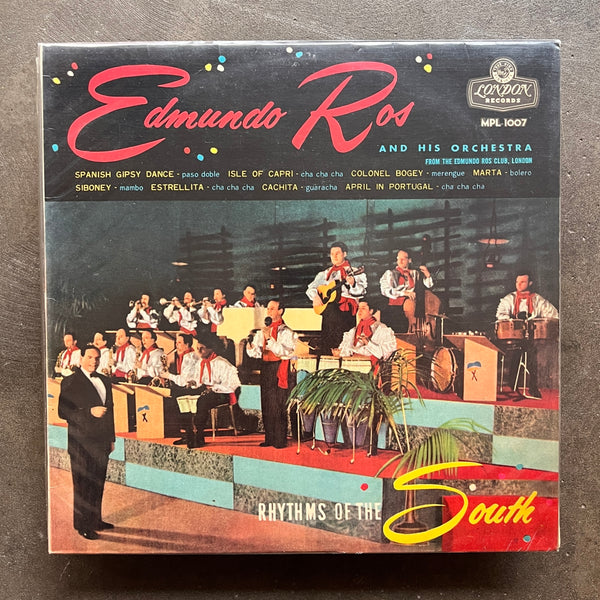 Edmundo Ros
LONDON
RECORDS
MPL 1007
AND HIS ORCHESTRA
FROM THE EDMUNDO ROS CLUB, LONDON
SPANISH GIPSY DANCE - paso doble ISLE OF CAPRI - cha cha cha COLONEL BOGEY - merengue MARTA - bolero
SIBONEY - mambo ESTRELLITA - cha cha cha CACHITA - guaracha APRIL IN PORTUGAL - cha cha cha
RHYTHMS OF THE South